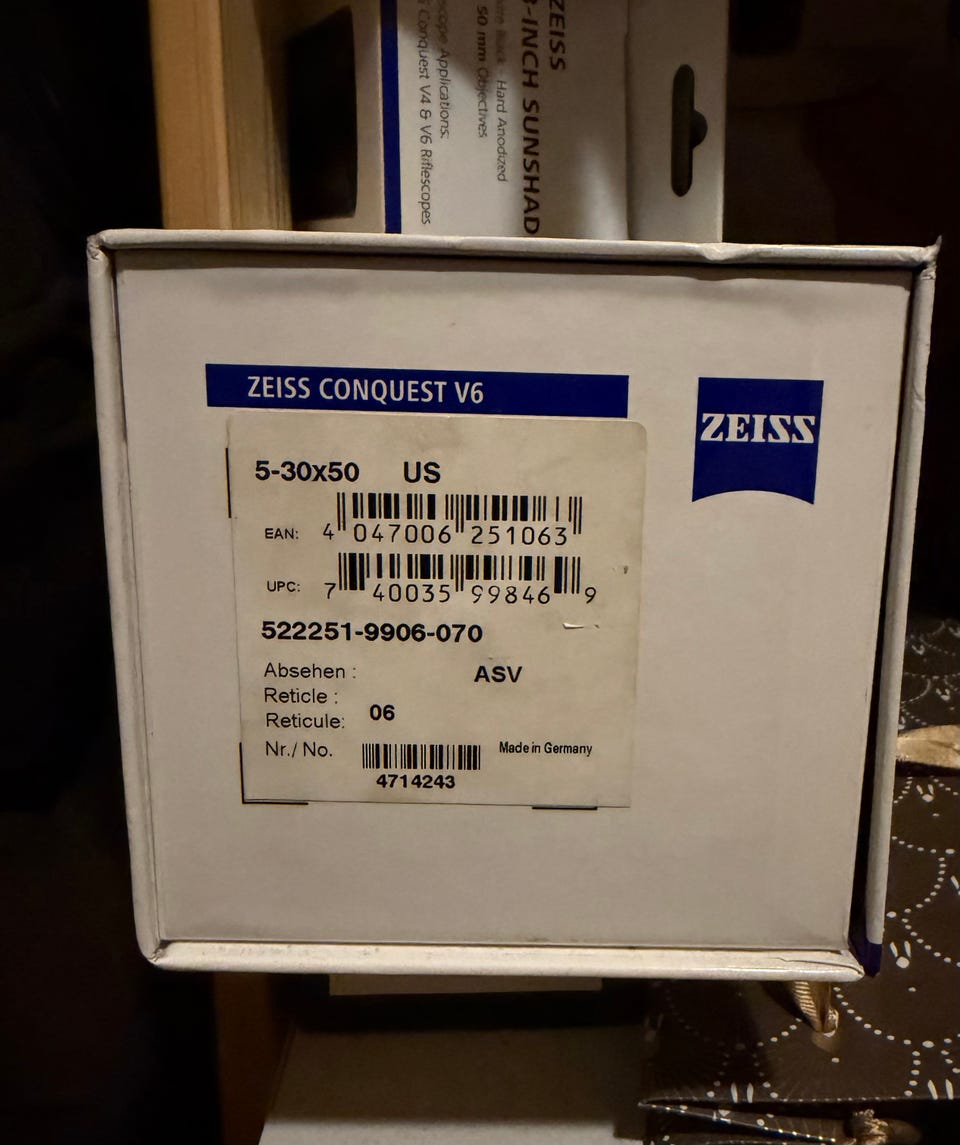 ZEISS
3-INCH SUNSHAD
Hard Anodized
50 mm Objectives
scope Applications:
Conquest V4 & V6 Riflescopes
ZEISS CONQUEST V6
ZEISS
5-30x50 US
EAN: 4 047006 251063
UPC: 7 40035 99846 9
522251-9906-070
Absehen : ASV
Reticle :
Reticule: 06
Nr./ No. Made in Germany
4714243